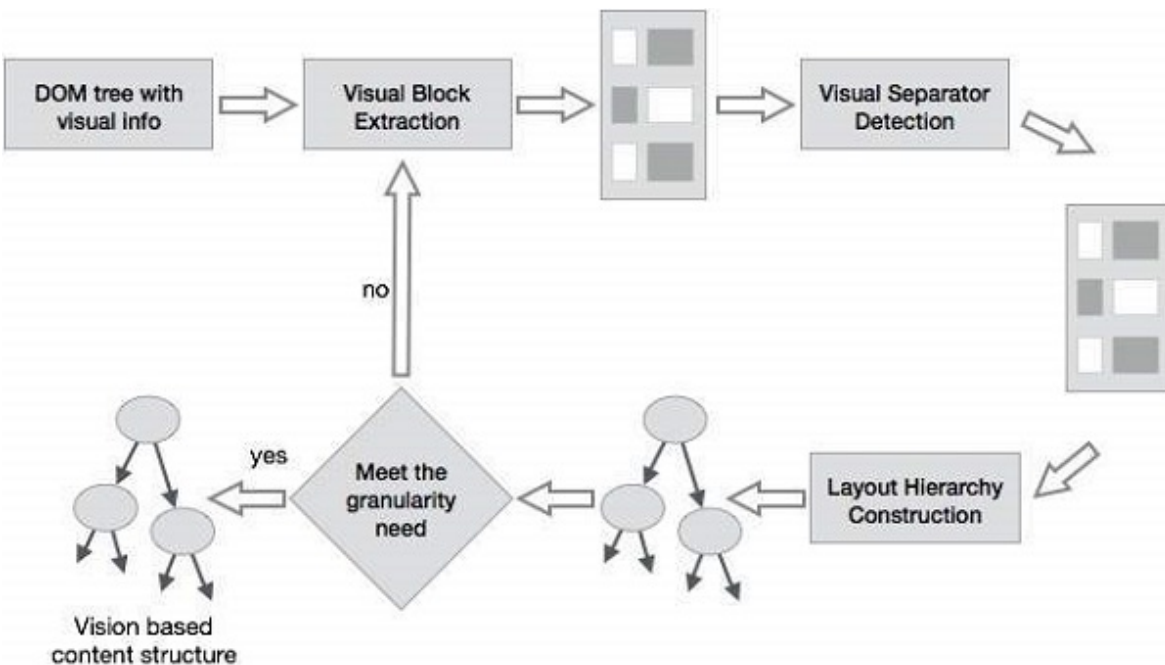 DOM tree with
visual info
Visual Block
Extraction
Visual Separator
Detection
no
yes
Meet the
granularity
need
Layout Hierarchy
Construction
Vision based
content structure